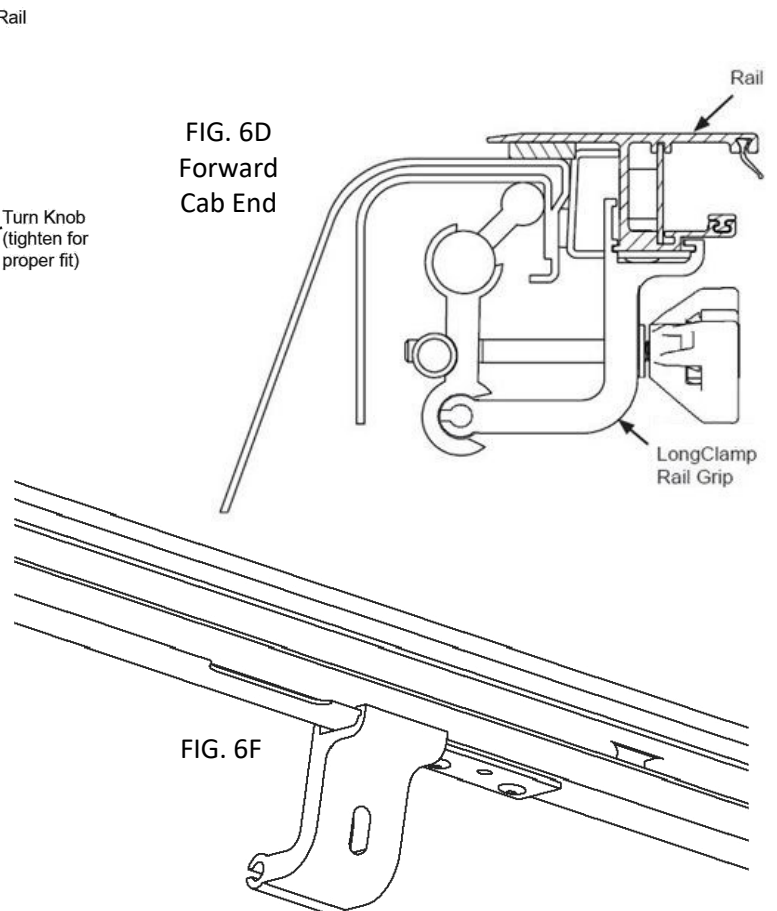 Rail
Rail
FIG. 6D
Forward
Cab End
Turn Knob
(tighten for
proper fit)
LongClamp
Rail Grip
FIG. 6F